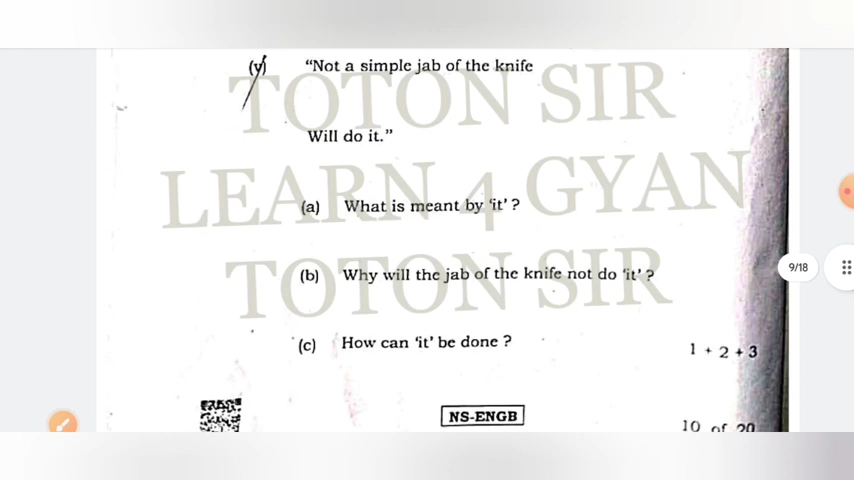 (v) "Not a simple jab of the knife
TOTON SIR
Will do it."
LEARN 4 GYAN
(a) What is meant by 'it' ?
TOTON SIR
(b) Why will the jab of the knife not do 'it' ?
9/18
(c) How can 'it' be done ?
1 + 2 + 3
NS-ENGB
10 of 20